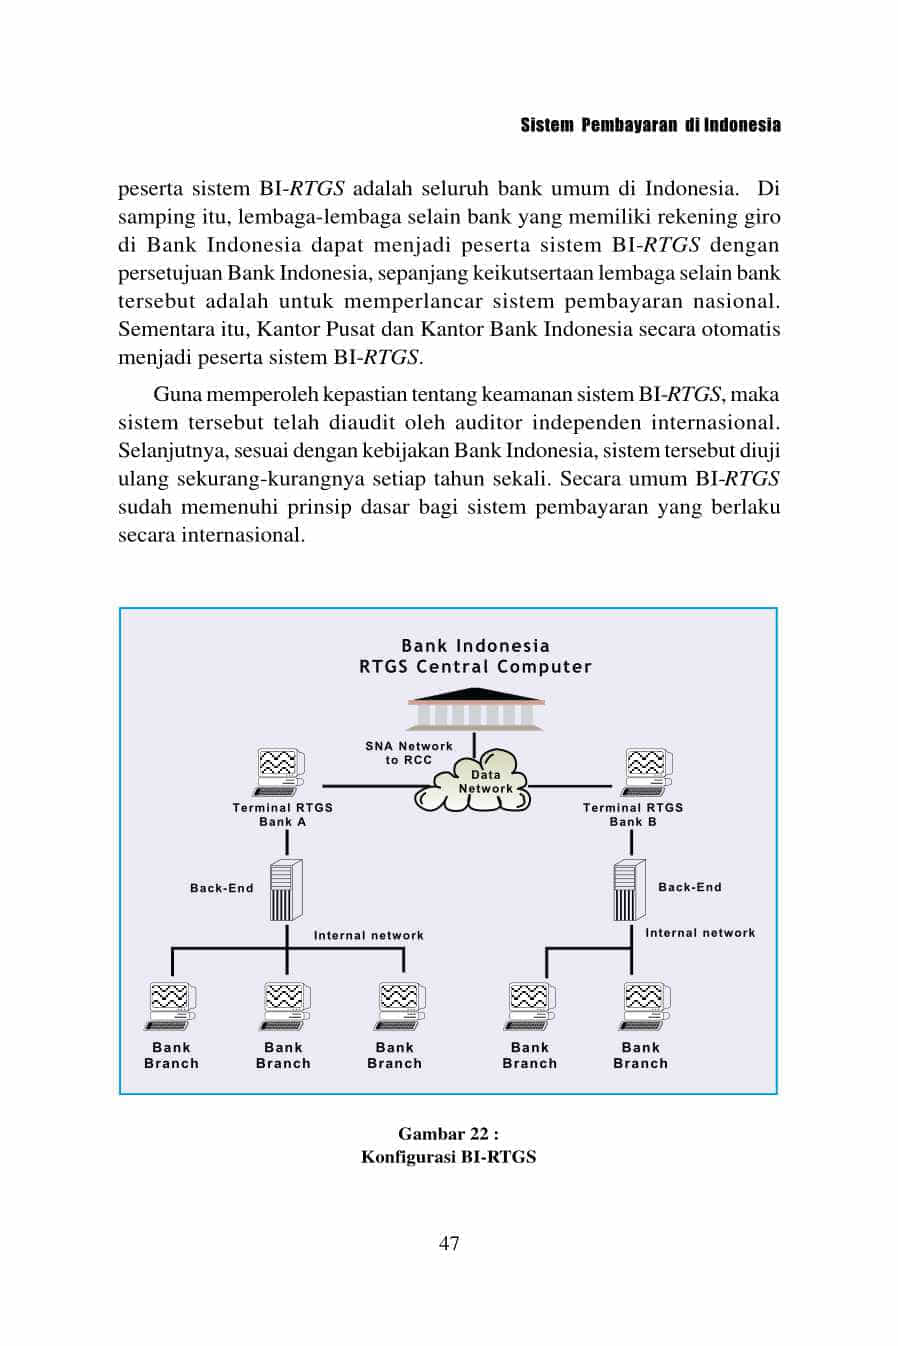 Sistem Pembayaran di Indonesia
peserta sistem BI-RTGS adalah seluruh bank umum di Indonesia. Di
samping itu, lembaga-lembaga selain bank yang memiliki rekening giro
di Bank Indonesia dapat menjadi peserta sistem BI-RTGS dengan
persetujuan Bank Indonesia, sepanjang keikutsertaan lembaga selain bank
tersebut adalah untuk memperlancar sistem pembayaran nasional.
Sementara itu, Kantor Pusat dan Kantor Bank Indonesia secara otomatis
menjadi peserta sistem BI-RTGS.
Guna memperoleh kepastian tentang keamanan sistem BI-RTGS, maka
sistem tersebut telah diaudit oleh auditor independen internasional.
Selanjutnya, sesuai dengan kebijakan Bank Indonesia, sistem tersebut diuji
ulang sekurang-kurangnya setiap tahun sekali. Secara umum BI-RTGS
sudah memenuhi prinsip dasar bagi sistem pembayaran yang berlaku
secara internasional.
Bank Indonesia
RTGS Central Computer
SNA Network
to RCC
Data
Network
Terminal RTGS
Bank A
Terminal RTGS
Bank B
Back-End
Back-End
Internal network
Internal network
Bank
Branch
Bank
Branch
Bank
Branch
Bank
Branch
Bank
Branch
Gambar 22 :
Konfigurasi BI-RTGS
47